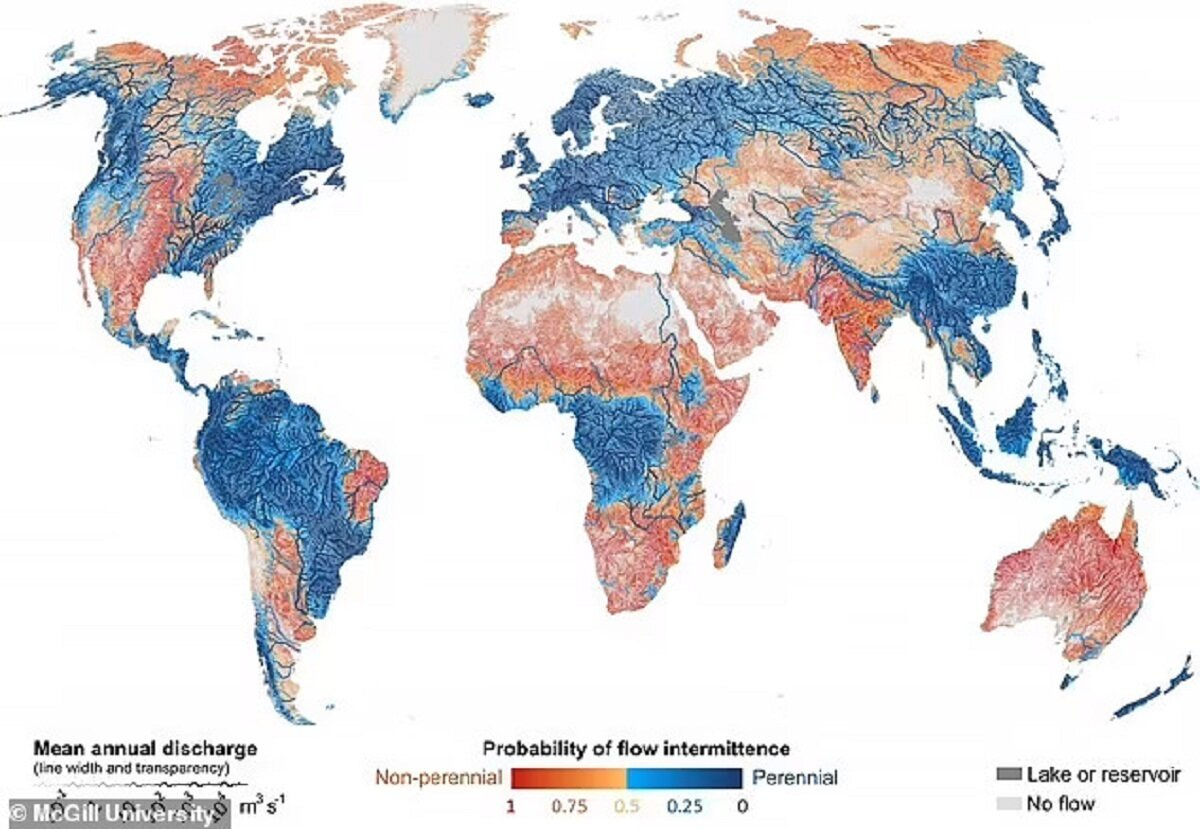 Mean annual discharge
(line width and transparency)
m³ s⁻¹
Probability of flow intermittence
Non-perennial
Perennial
1 0.75 0.5 0.25 0
Lake or reservoir
No flow
© McGill University